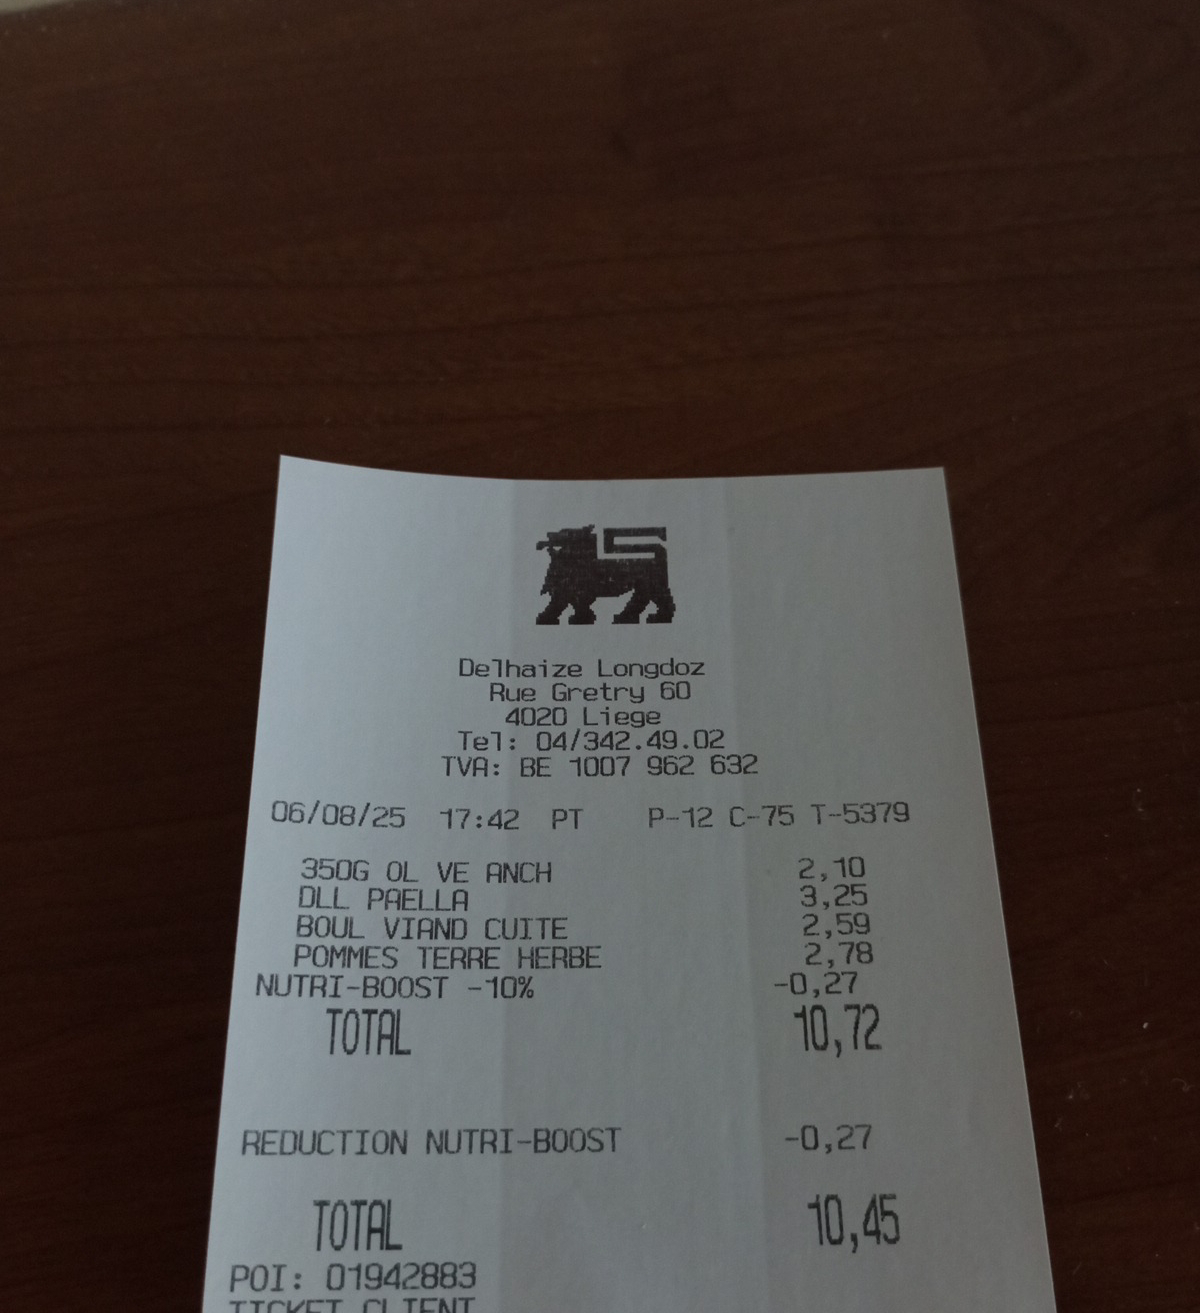 Delhaize Longdoz
Rue Gretry 60
4020 Liege
Tel: 04/342.49.02
TVA: BE 1007 962 632
06/08/25 17:42 PT P-12 C-75 T-5379
350G OL VE ANCH 2,10
DLL PAELLA 3,25
BOUL VIAND CUITE 2,59
POMMES TERRE HERBE 2,78
NUTRI-BOOST -10% -0,27
TOTAL 10,72
REDUCTION NUTRI-BOOST -0,27
TOTAL 10,45
POI: 01942883
TICKET CLIENT